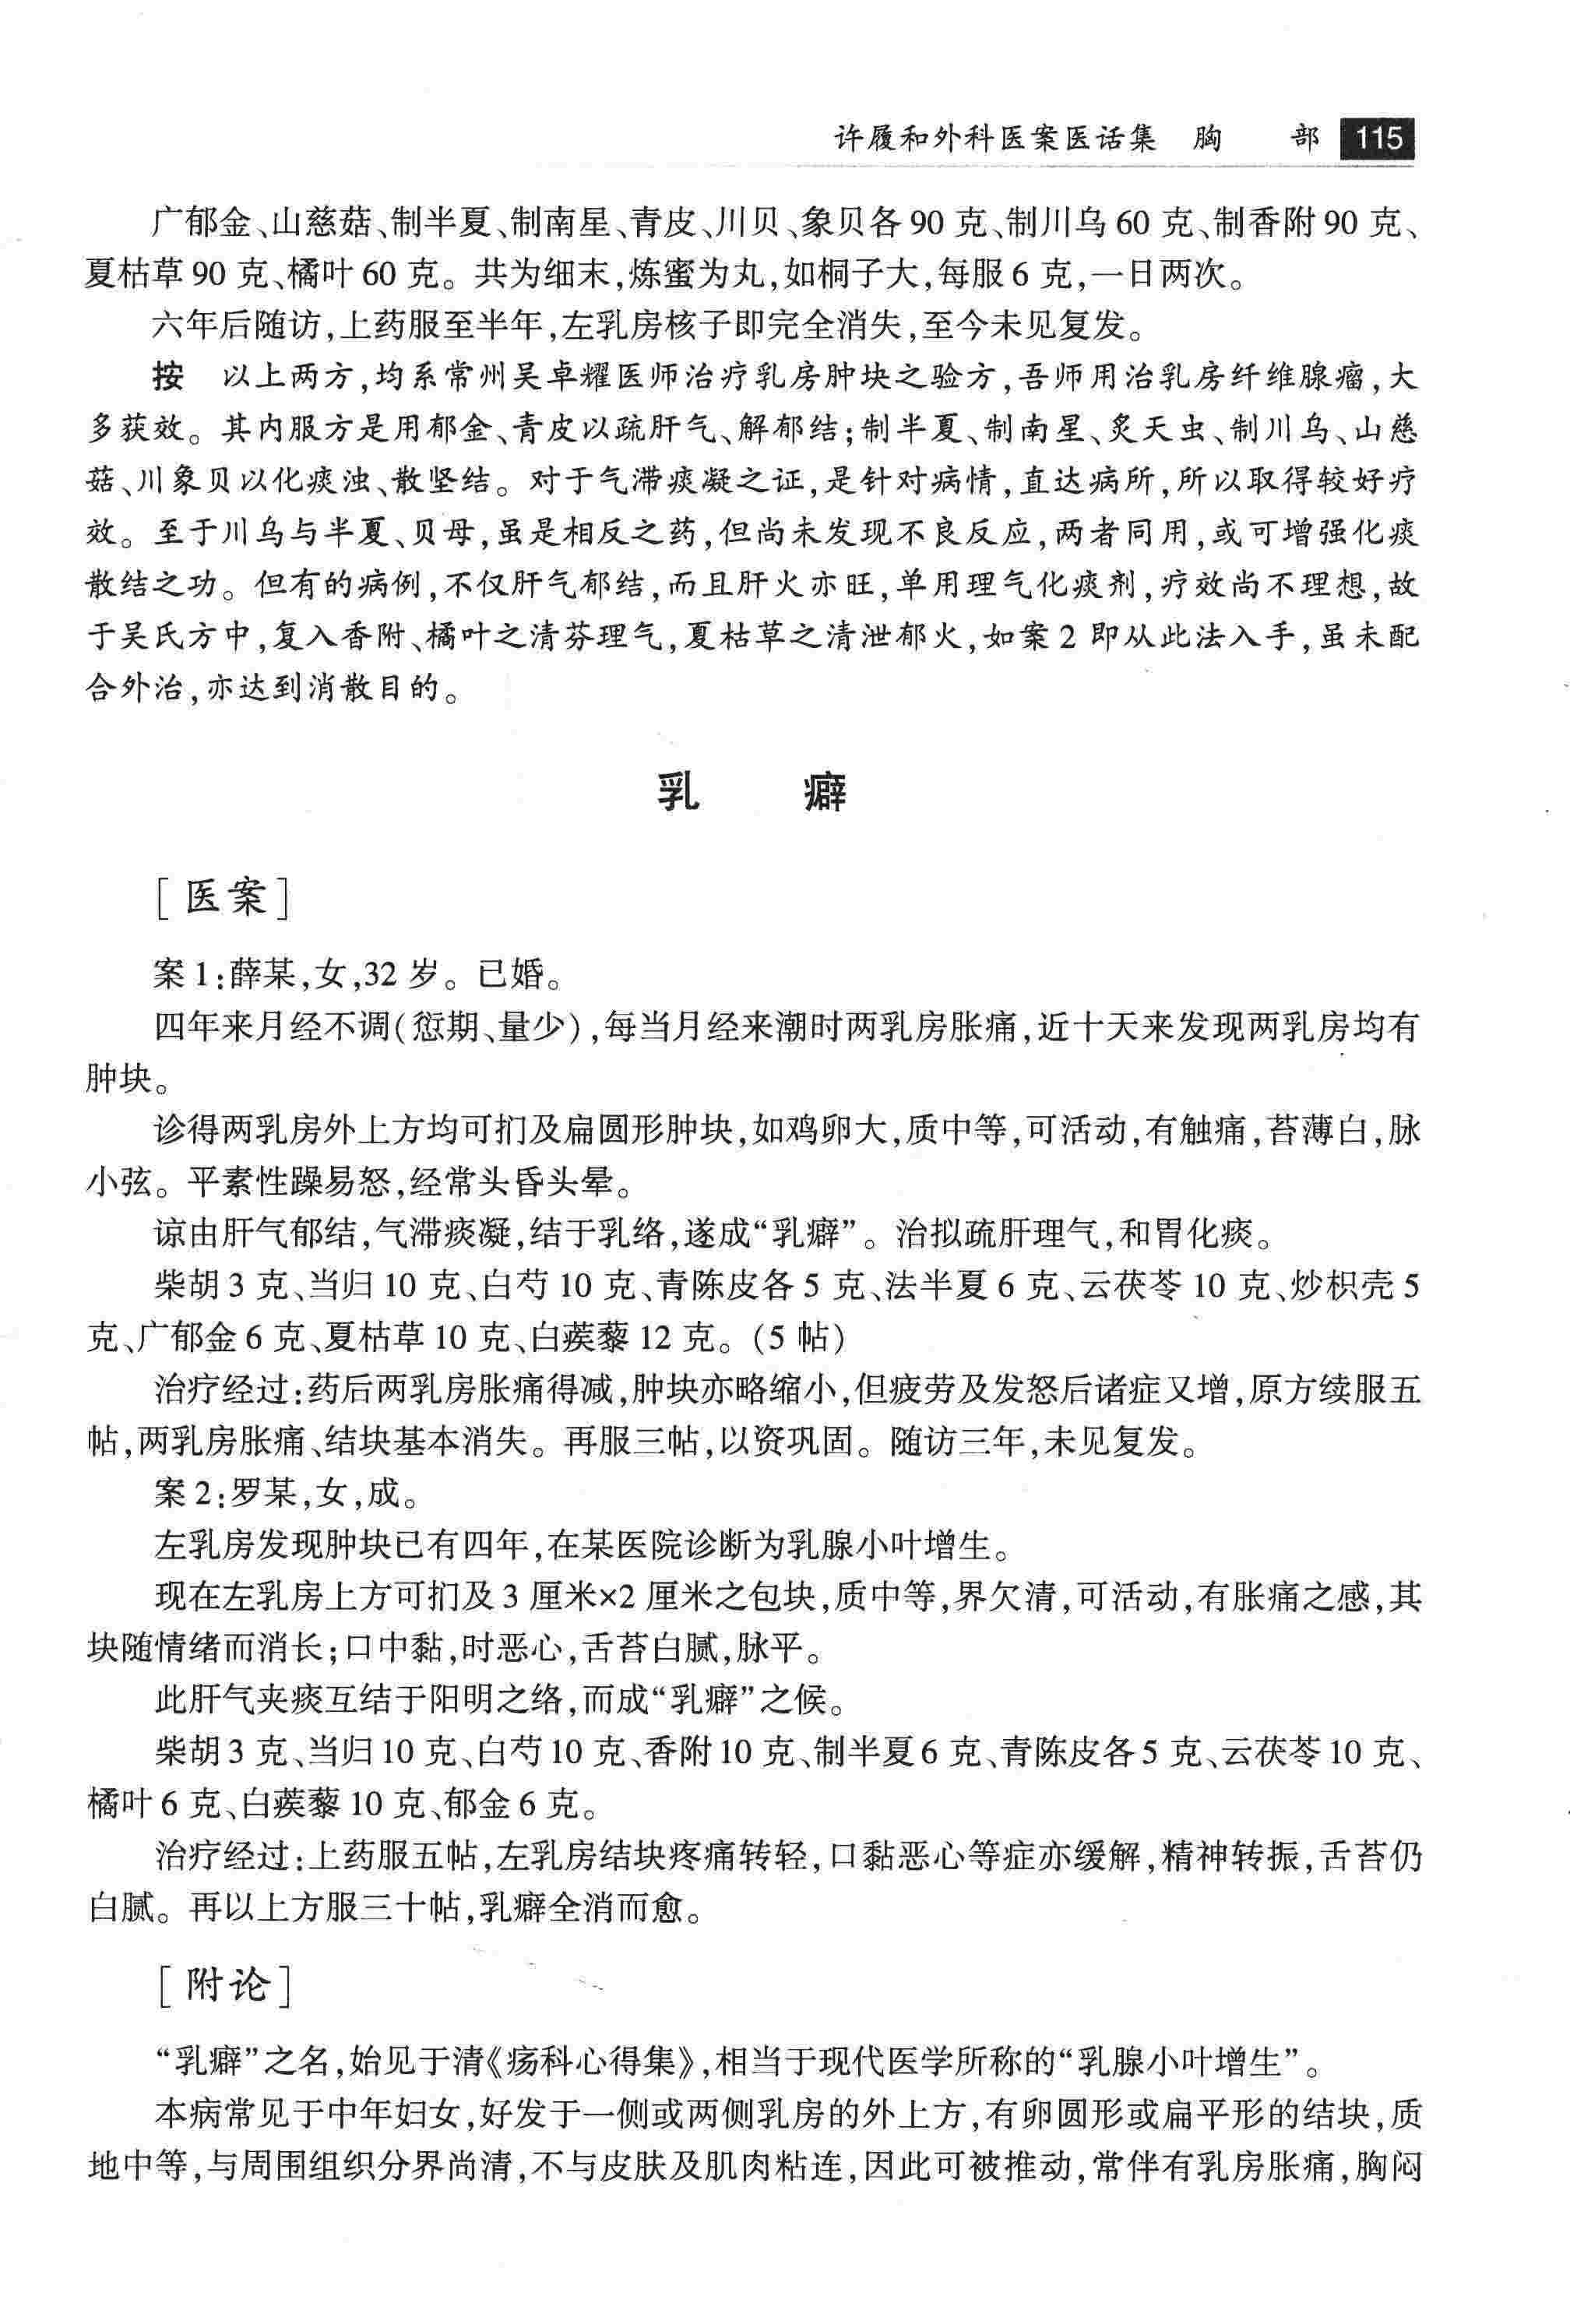 许履和外科医案医话集 胸 部 115
广郁金、山慈菇、制半夏、制南星、青皮、川贝、象贝各90克、制川乌60克、制香附90克、
夏枯草90克、橘叶60克。共为细末,炼蜜为丸,如桐子大,每服6克,一日两次。
六年后随访,上药服至半年,左乳房核子即完全消失,至今未见复发。
按 以上两方,均系常州吴卓耀医师治疗乳房肿块之验方,吾师用治乳房纤维腺瘤,大
多获效。其内服方是用郁金、青皮以疏肝气、解郁结;制半夏、制南星、炙天虫、制川乌、山慈
菇、川象贝以化痰浊、散坚结。对于气滞痰凝之证,是针对病情,直达病所,所以取得较好疗
效。至于川乌与半夏、贝母,虽是相反之药,但尚未发现不良反应,两者同用,或可增强化痰
散结之功。但有的病例,不仅肝气郁结,而且肝火亦旺,单用理气化痰剂,疗效尚不理想,故
于吴氏方中,复入香附、橘叶之清芬理气,夏枯草之清泄郁火,如案2即从此法入手,虽未配
合外治,亦达到消散目的。
乳 癖
[医案]
案1:薛某,女,32岁。已婚。
四年来月经不调(愆期、量少),每当月经来潮时两乳房胀痛,近十天来发现两乳房均有
肿块。
诊得两乳房外上方均可扪及扁圆形肿块,如鸡卵大,质中等,可活动,有触痛,苔薄白,脉
小弦。平素性躁易怒,经常头昏头晕。
谅由肝气郁结,气滞痰凝,结于乳络,遂成“乳癖”。治拟疏肝理气,和胃化痰。
柴胡3克、当归10克、白芍10克、青陈皮各5克、法半夏6克、云茯苓10克、炒枳壳5
克、广郁金6克、夏枯草10克、白蒺藜12克。(5帖)
治疗经过:药后两乳房胀痛得减,肿块亦略缩小,但疲劳及发怒后诸症又增,原方续服五
帖,两乳房胀痛、结块基本消失。再服三帖,以资巩固。随访三年,未见复发。
案2:罗某,女,成。
左乳房发现肿块已有四年,在某医院诊断为乳腺小叶增生。
现在左乳房上方可扪及3厘米×2厘米之包块,质中等,界欠清,可活动,有胀痛之感,其
块随情绪而消长;口中黏,时恶心,舌苔白腻,脉平。
此肝气夹痰互结于阳明之络,而成“乳癖”之候。
柴胡3克、当归10克、白芍10克、香附10克、制半夏6克、青陈皮各5克、云茯苓10克、
橘叶6克、白蒺藜10克、郁金6克。
治疗经过:上药服五帖,左乳房结块疼痛转轻,口黏恶心等症亦缓解,精神转振,舌苔仍
白腻。再以上方服三十帖,乳癖全消而愈。
[附论]
“乳癖”之名,始见于清《疡科心得集》,相当于现代医学所称的“乳腺小叶增生”。
本病常见于中年妇女,好发于一侧或两侧乳房的外上方,有卵圆形或扁平形的结块,质
地中等,与周围组织分界尚清,不与皮肤及肌肉粘连,因此可被推动,常伴有乳房胀痛,胸闷